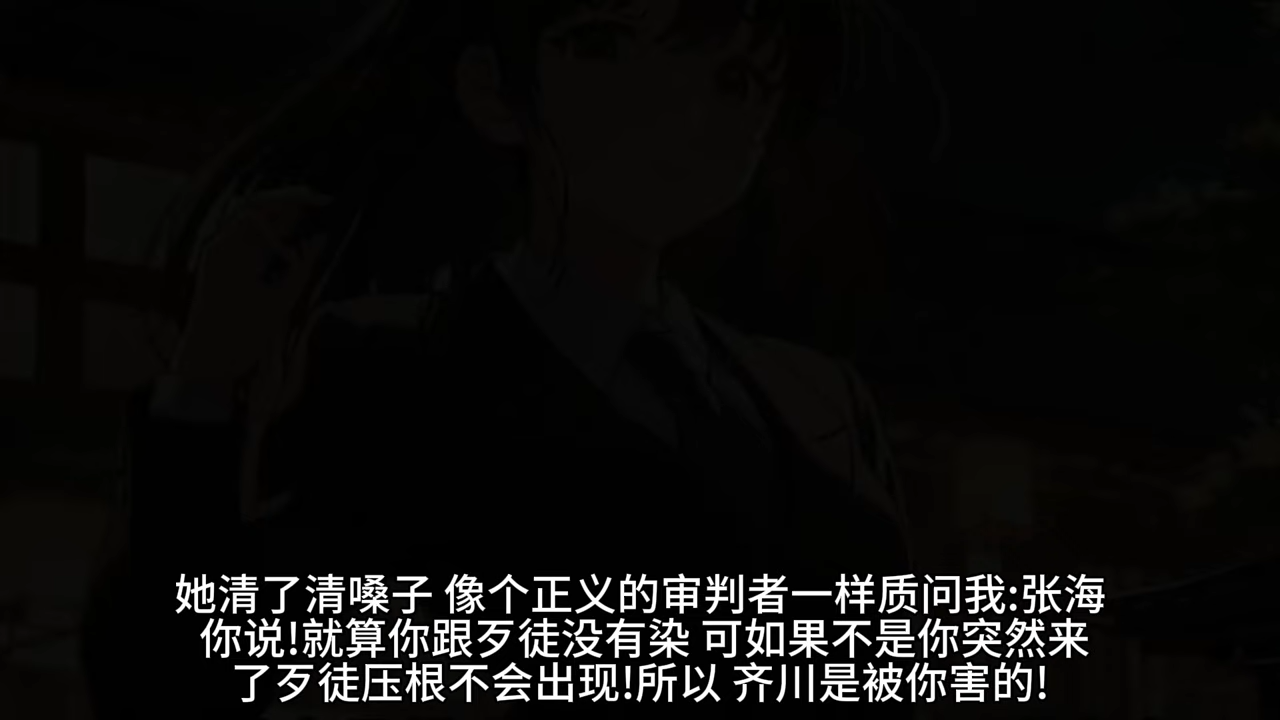 她清了清嗓子 像个正义的审判者一样质问我:张海
你说!就算你跟歹徒没有染 可如果不是你突然来
了歹徒压根不会出现!所以 齐川是被你害的!